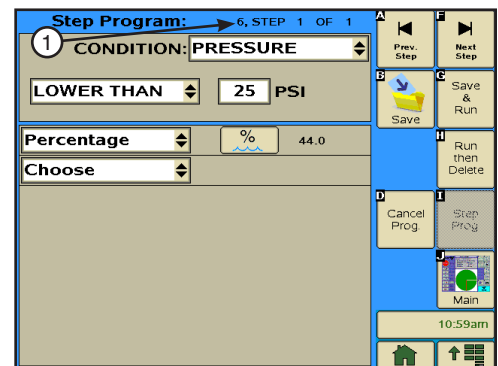 Step Program: 6, STEP 1 OF 1
1
CONDITION: PRESSURE
LOWER THAN 25 PSI
Percentage % 44.0
Choose
A
Prev.
Step
F
Next
Step
B
Save
G
Save
&
Run
H
Run
then
Delete
D
Cancel
Prog.
I
Step
Prog
J
Main
10:59am